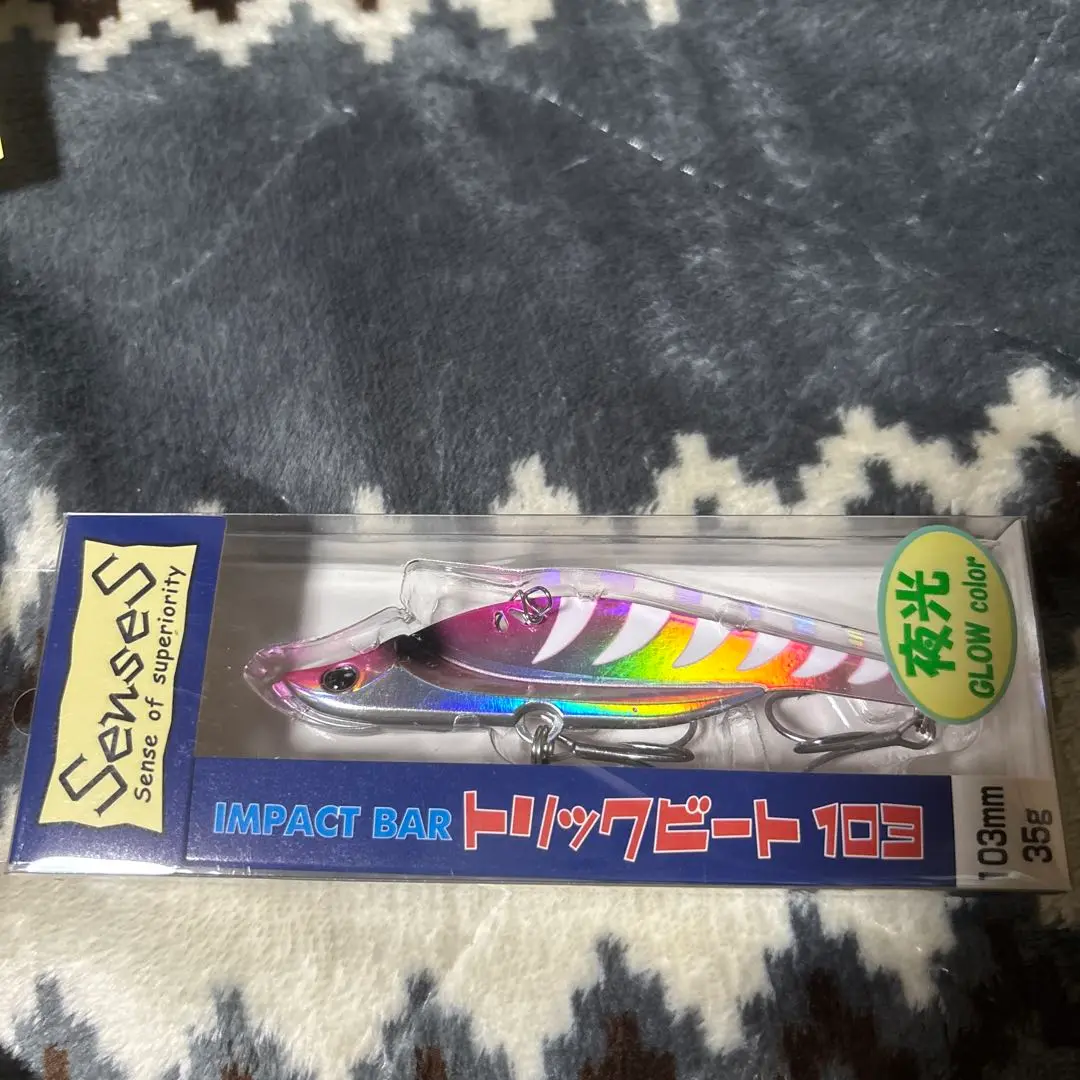 SenseS
Sense of superiority
夜光
GLOW color
IMPACT BAR トリックビート 103
103mm
35g